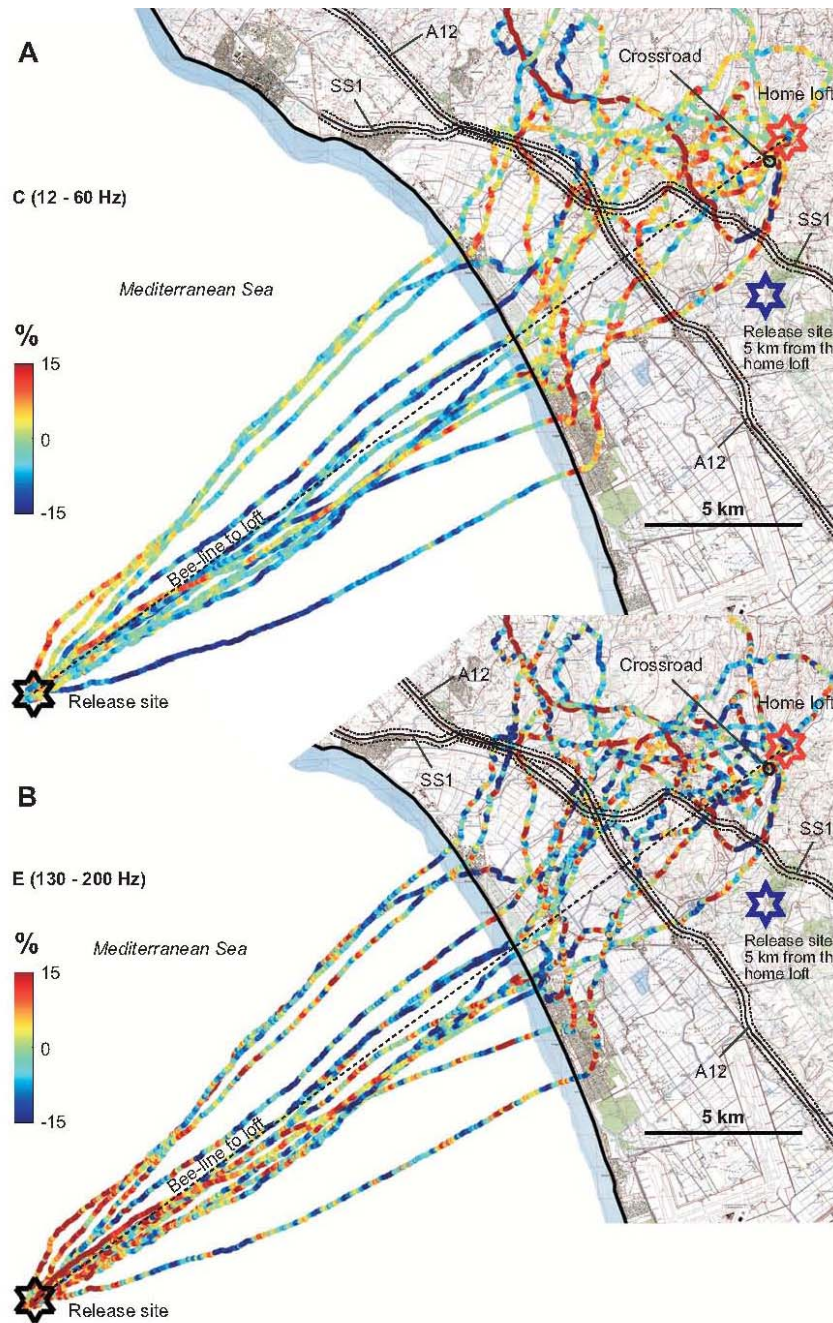 A
A12
Crossroad
SS1
Home loft
C (12 - 60 Hz)
Mediterranean Sea
SS1
%
15
0
-15
Release site
5 km from th
home loft
A12
5 km
Bee-line to loft
Release site
A12
Crossroad
Home loft
SS1
B
SS1
E (130 - 200 Hz)
%
Mediterranean Sea
15
0
-15
Release site
5 km from th
home loft
A12
5 km
Bee-line to loft
Release site